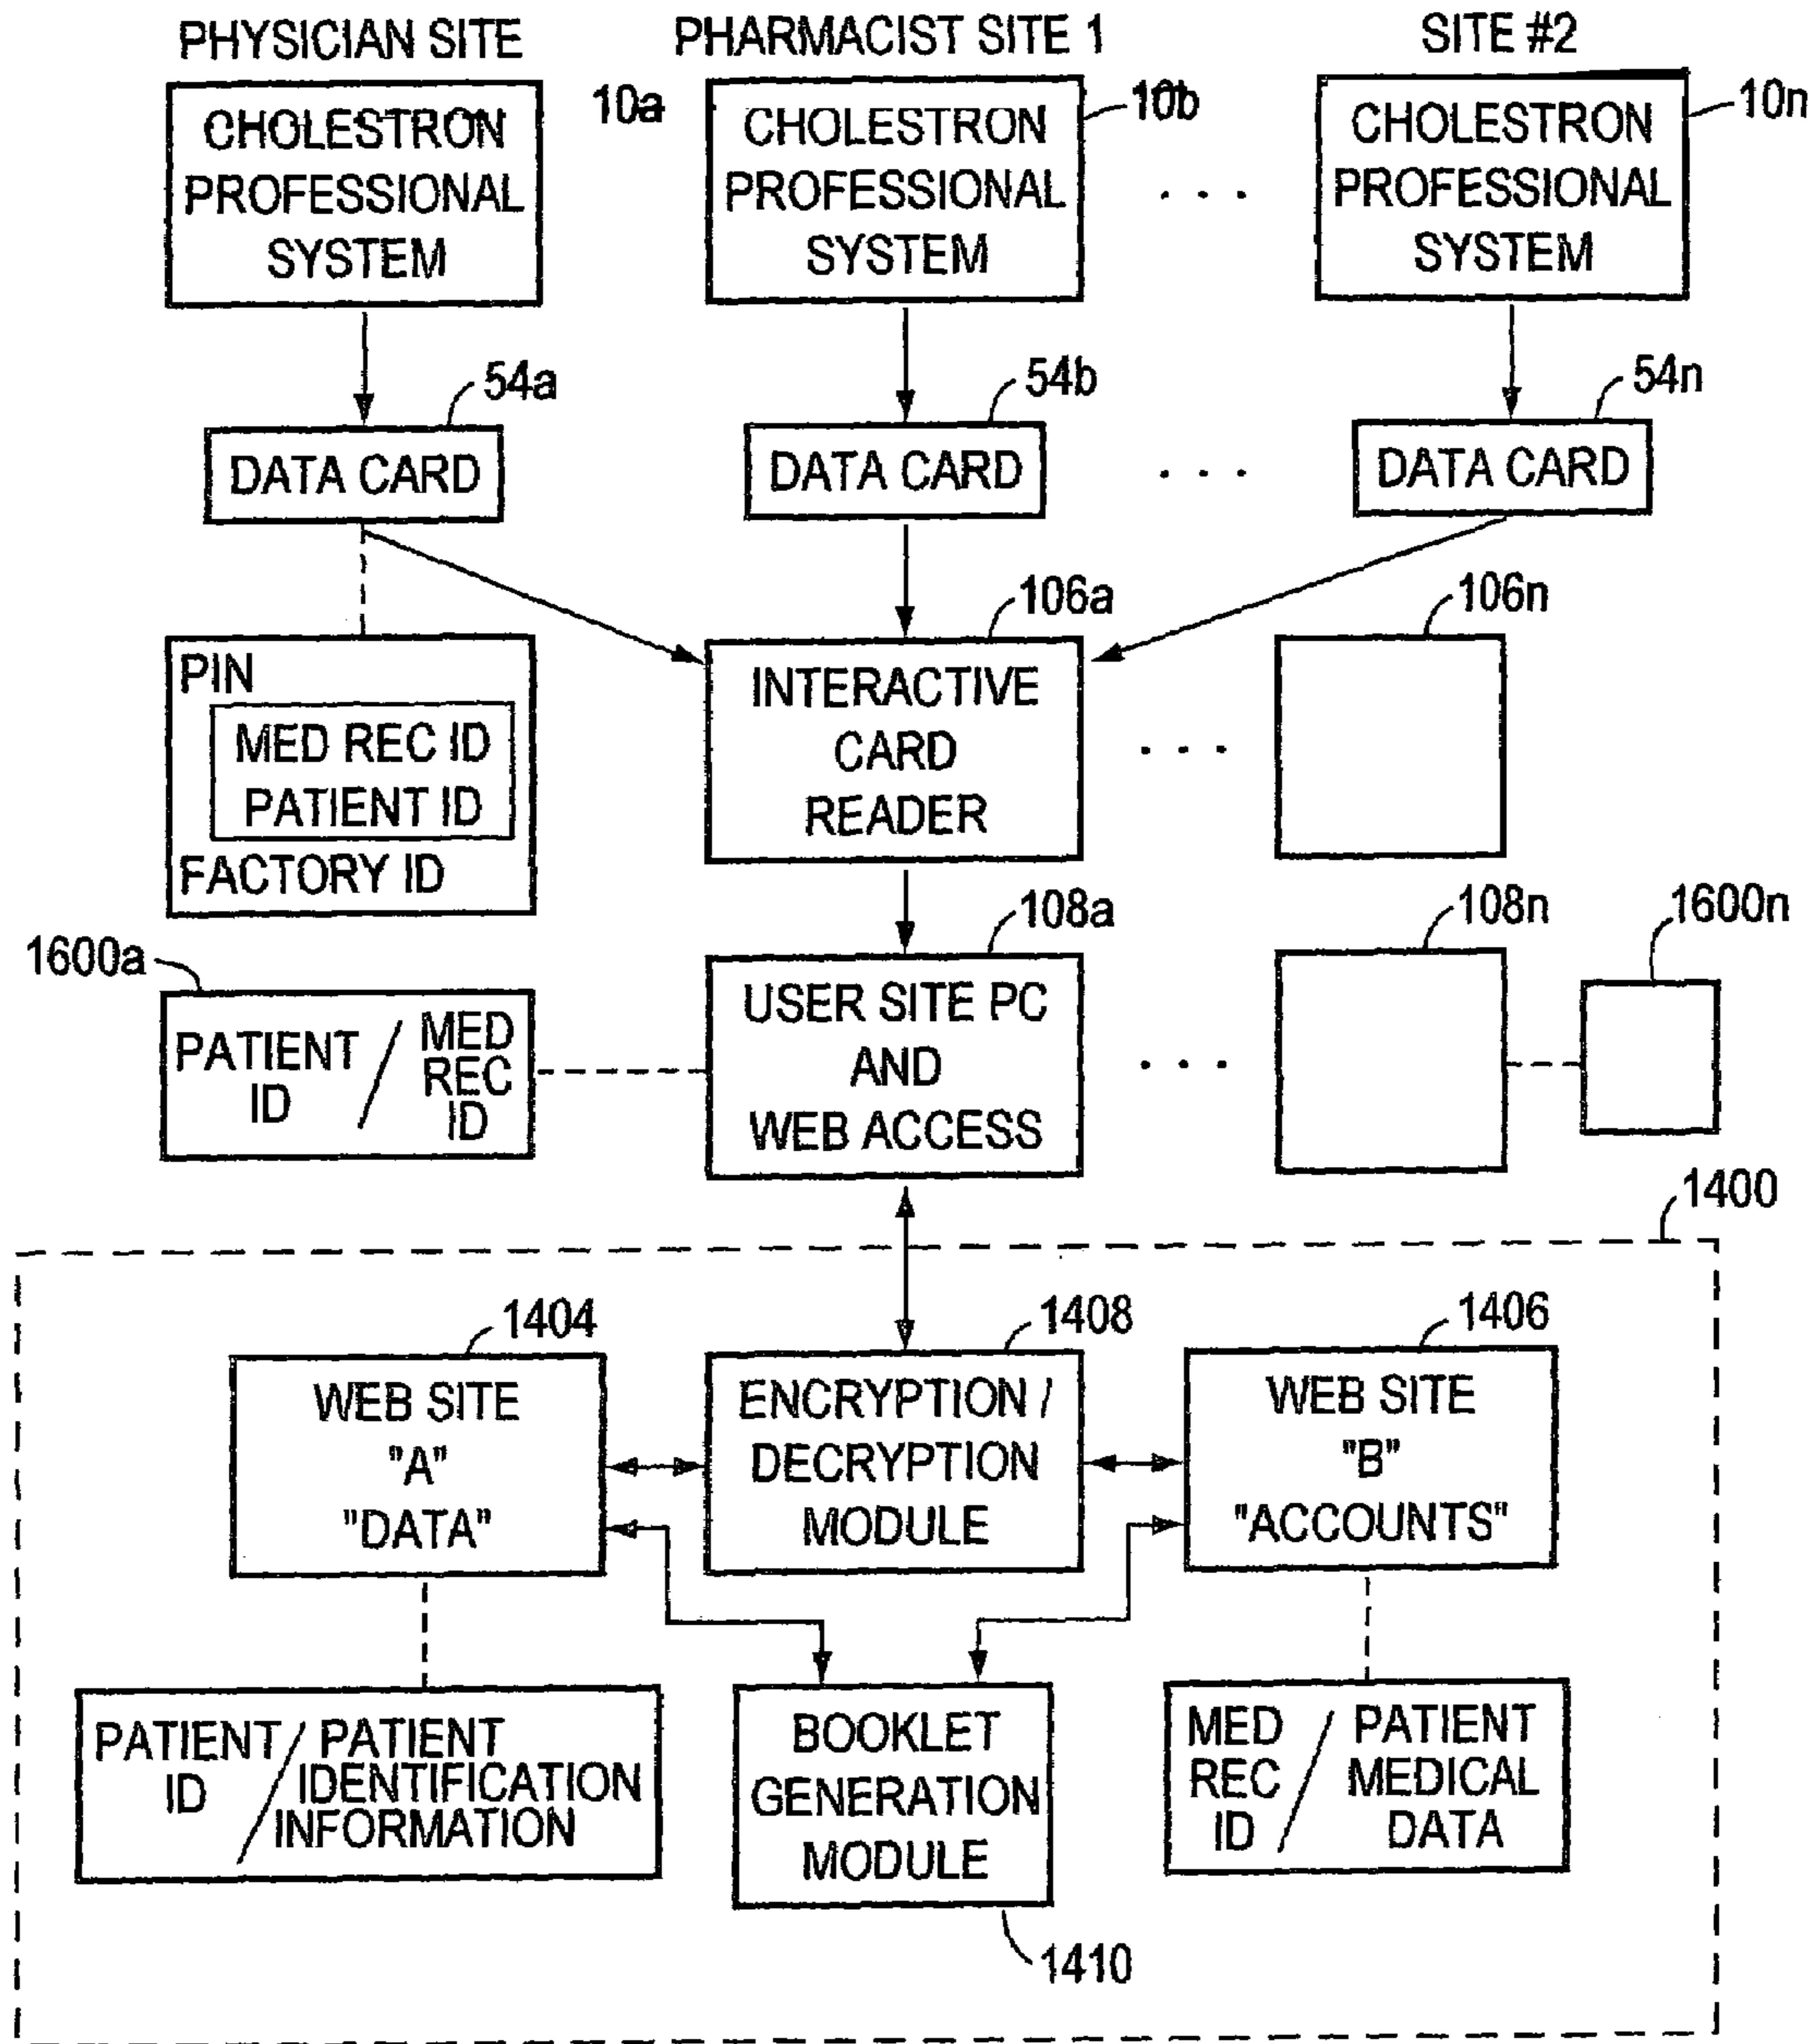 PHYSICIAN SITE
PHARMACIST SITE 1
SITE #2
10a
10b
10n
CHOLESTRON
PROFESSIONAL
SYSTEM
CHOLESTRON
PROFESSIONAL
SYSTEM
. . .
CHOLESTRON
PROFESSIONAL
SYSTEM
54a
54b
54n
DATA CARD
DATA CARD
. . .
DATA CARD
106a
106n
PIN
MED REC ID
PATIENT ID
FACTORY ID
INTERACTIVE
CARD
READER
. . .
108a
108n
1600n
1600a
PATIENT
ID
/
MED
REC
ID
USER SITE PC
AND
WEB ACCESS
. . .
1400
1404
1408
1406
WEB SITE
"A"
"DATA"
ENCRYPTION /
DECRYPTION
MODULE
WEB SITE
"B"
"ACCOUNTS"
PATIENT
ID
/
PATIENT
IDENTIFICATION
INFORMATION
BOOKLET
GENERATION
MODULE
MED
REC
ID
/
PATIENT
MEDICAL
DATA
1410